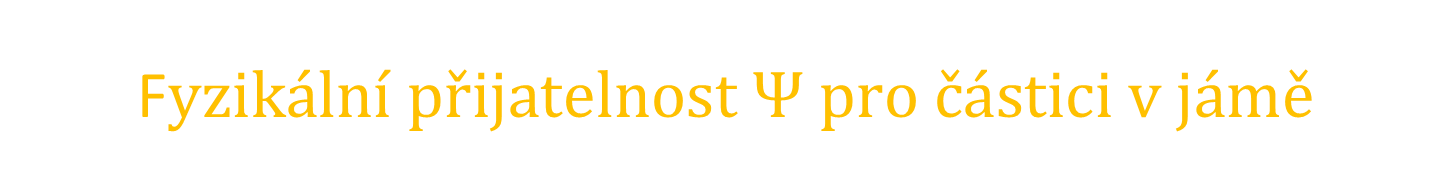 Fyzikální přijatelnost Ψ pro částici v jámě